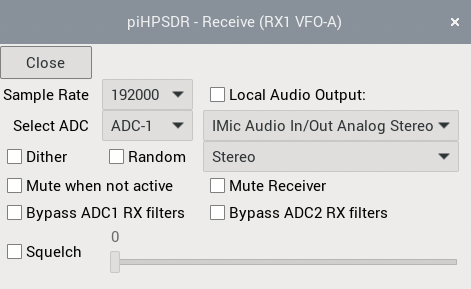 piHPSDR - Receive (RX1 VFO-A) ×
Close
Sample Rate 192000 Local Audio Output:
Select ADC ADC-1 IMic Audio In/Out Analog Stereo
Dither Random Stereo
Mute when not active Mute Receiver
Bypass ADC1 RX filters Bypass ADC2 RX filters
0
Squelch